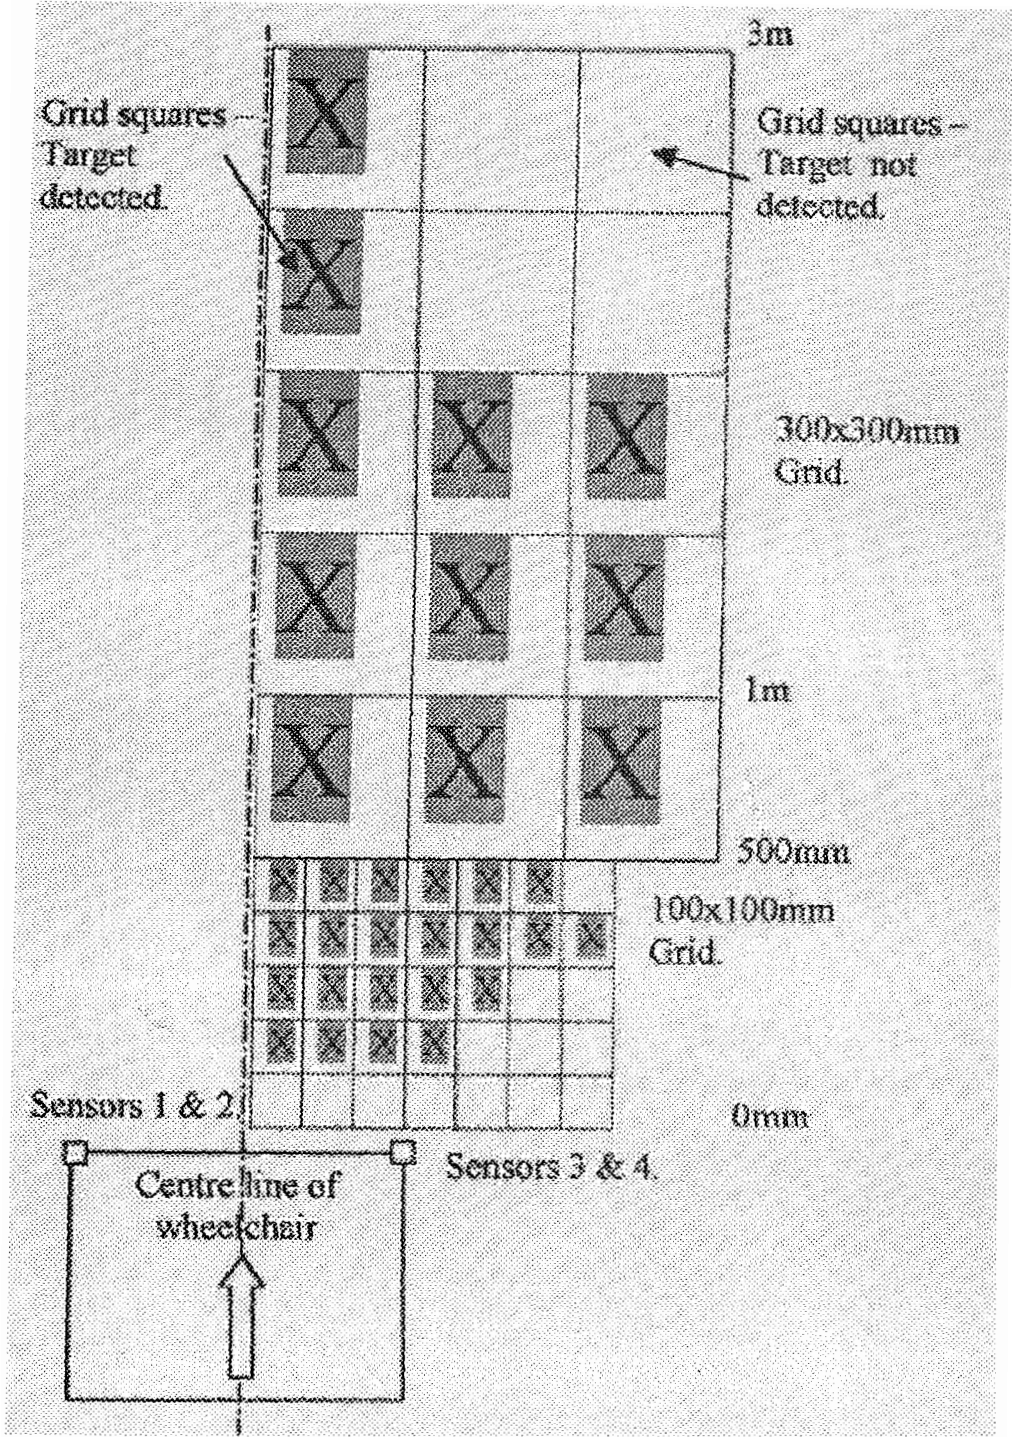 3m
Grid squares –
Target
detected.
Grid squares –
Target not
detected.
X
X
X X X
300x300mm
Grid.
X X X
1m
X X X
500mm
X X X X X X
100x100mm
Grid.
X X X X X X X
X X X X X
X X X X
Sensors 1 & 2
0mm
Sensors 3 & 4.
Centre line of
wheelchair